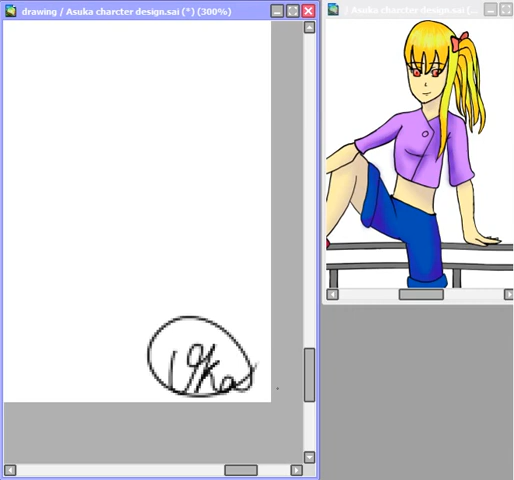 drawing / Asuka charcter design.sai (*) (300%)
Asuka charcter design.sai (...